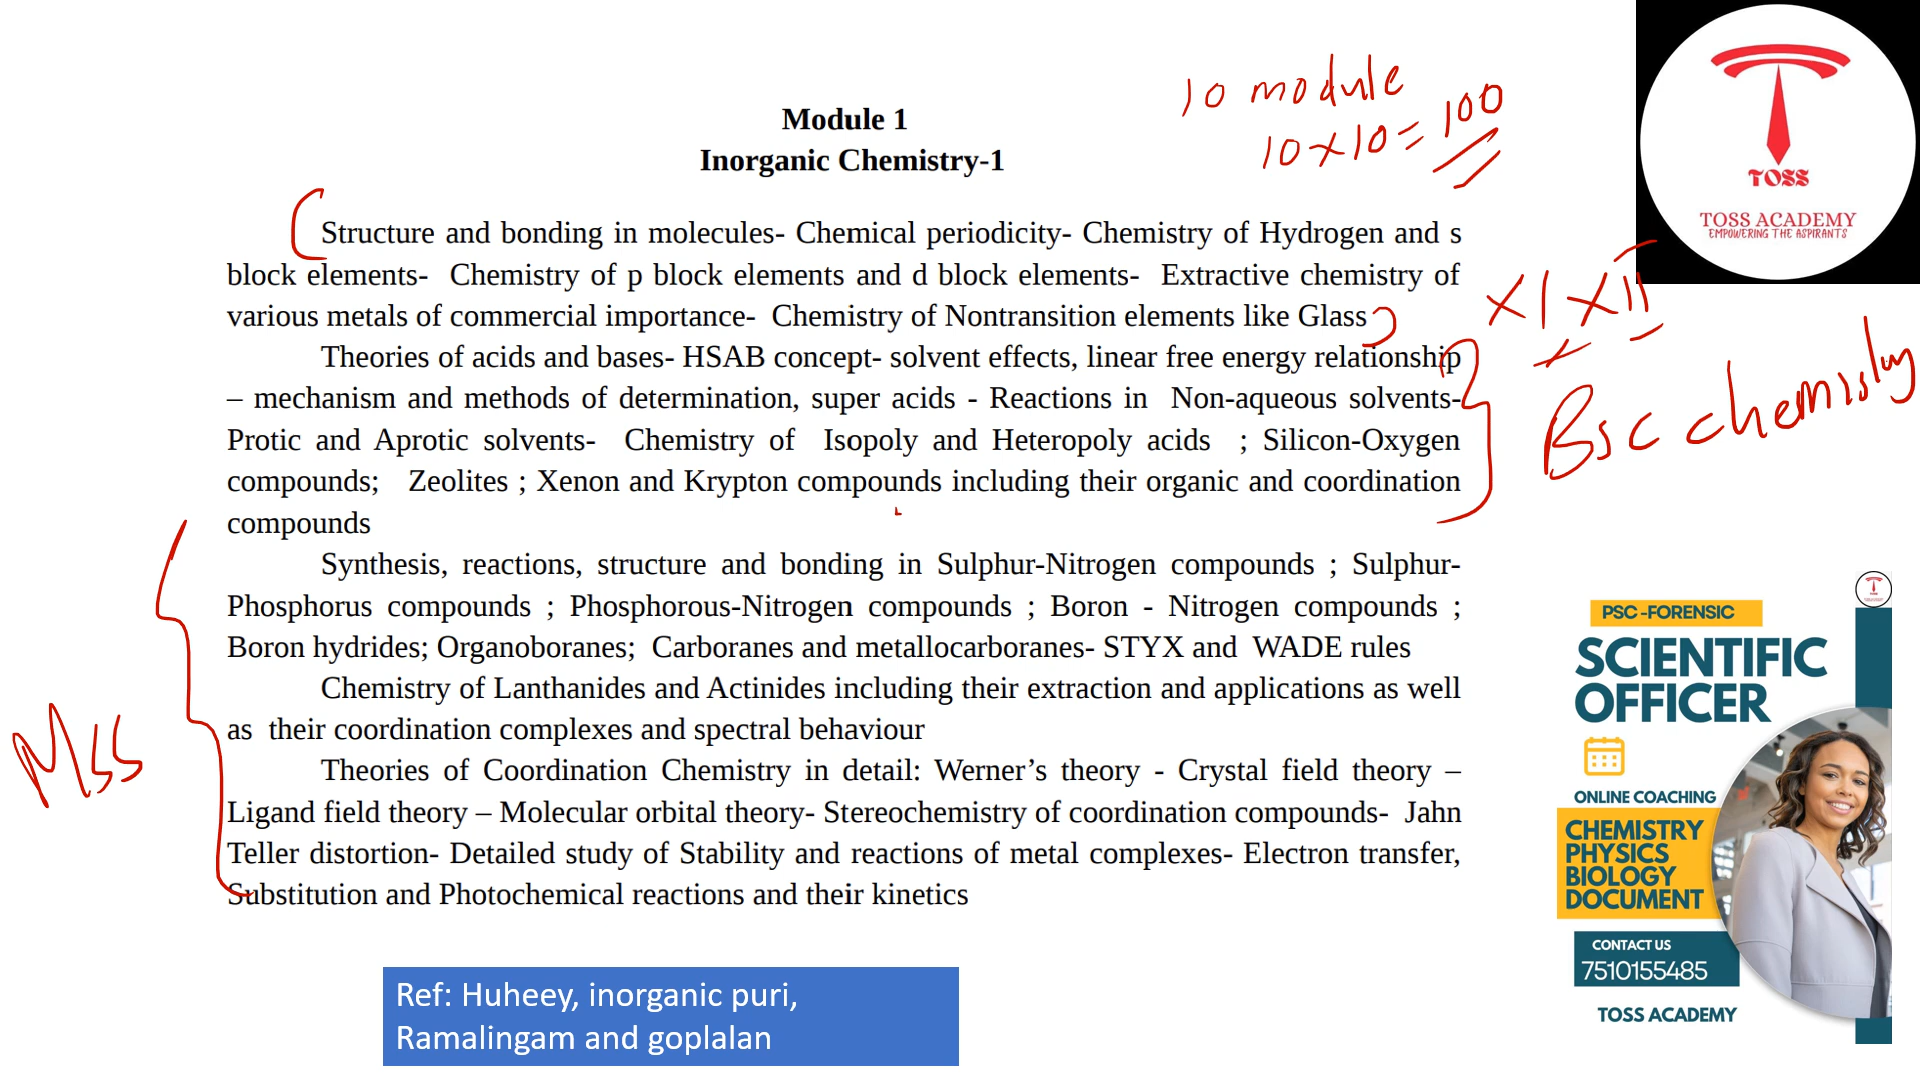 10 module
10 x 10 = 100
Module 1
Inorganic Chemistry-1
Structure and bonding in molecules- Chemical periodicity- Chemistry of Hydrogen and s
block elements- Chemistry of p block elements and d block elements- Extractive chemistry of
various metals of commercial importance- Chemistry of Nontransition elements like Glass
Theories of acids and bases- HSAB concept- solvent effects, linear free energy relationship
– mechanism and methods of determination, super acids - Reactions in Non-aqueous solvents-
Protic and Aprotic solvents- Chemistry of Isopoly and Heteropoly acids ; Silicon-Oxygen
compounds; Zeolites ; Xenon and Krypton compounds including their organic and coordination
compounds
Synthesis, reactions, structure and bonding in Sulphur-Nitrogen compounds ; Sulphur-
Phosphorus compounds ; Phosphorous-Nitrogen compounds ; Boron - Nitrogen compounds ;
Boron hydrides; Organoboranes; Carboranes and metallocarboranes- STYX and WADE rules
Chemistry of Lanthanides and Actinides including their extraction and applications as well
as their coordination complexes and spectral behaviour
Theories of Coordination Chemistry in detail: Werner’s theory - Crystal field theory –
Ligand field theory – Molecular orbital theory- Stereochemistry of coordination compounds- Jahn
Teller distortion- Detailed study of Stability and reactions of metal complexes- Electron transfer,
Substitution and Photochemical reactions and their kinetics
XI XII
Bsc chemistry
Ref: Huheey, inorganic puri,
Ramalingam and goplalan
TOSS
TOSS ACADEMY
EMPOWERING THE ASPIRANTS
PSC -FORENSIC
SCIENTIFIC
OFFICER
ONLINE COACHING
CHEMISTRY
PHYSICS
BIOLOGY
DOCUMENT
CONTACT US
7510155485
TOSS ACADEMY